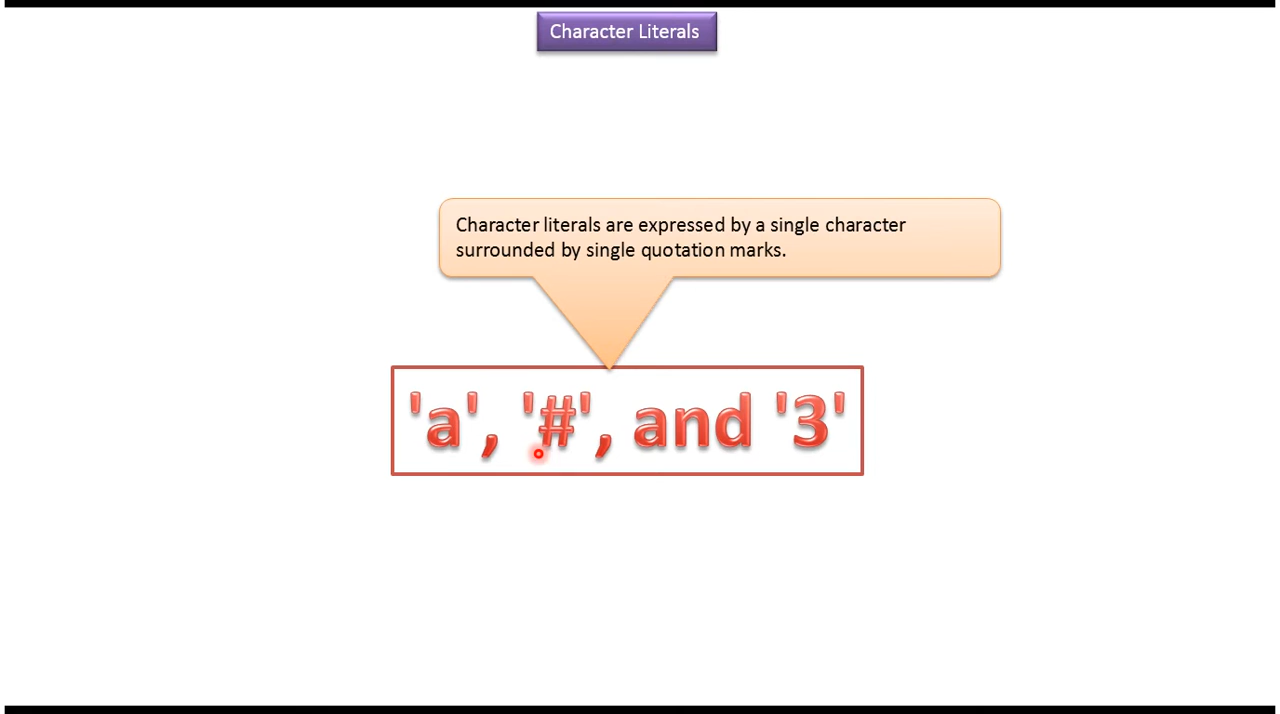 Character Literals
Character literals are expressed by a single character
surrounded by single quotation marks.
'a', '#', and '3'